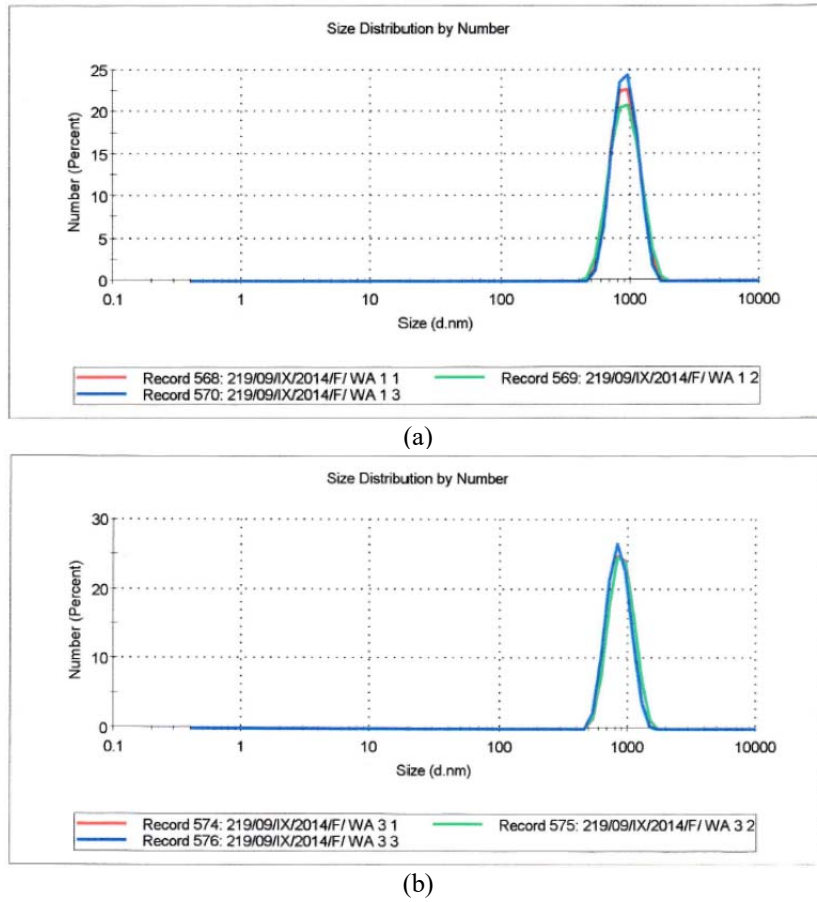 Size Distribution by Number
25
20
15
10
5
0
Number (Percent)
0.1 1 10 100 1000 10000
Size (d.nm)
Record 568: 219/09/IX/2014/F/ WA 1 1 Record 569: 219/09/IX/2014/F/ WA 1 2
Record 570: 219/09/IX/2014/F/ WA 1 3
(a)
Size Distribution by Number
30
20
10
0
Number (Percent)
0.1 1 10 100 1000 10000
Size (d.nm)
Record 574: 219/09/IX/2014/F/ WA 3 1 Record 575: 219/09/IX/2014/F/ WA 3 2
Record 576: 219/09/IX/2014/F/ WA 3 3
(b)